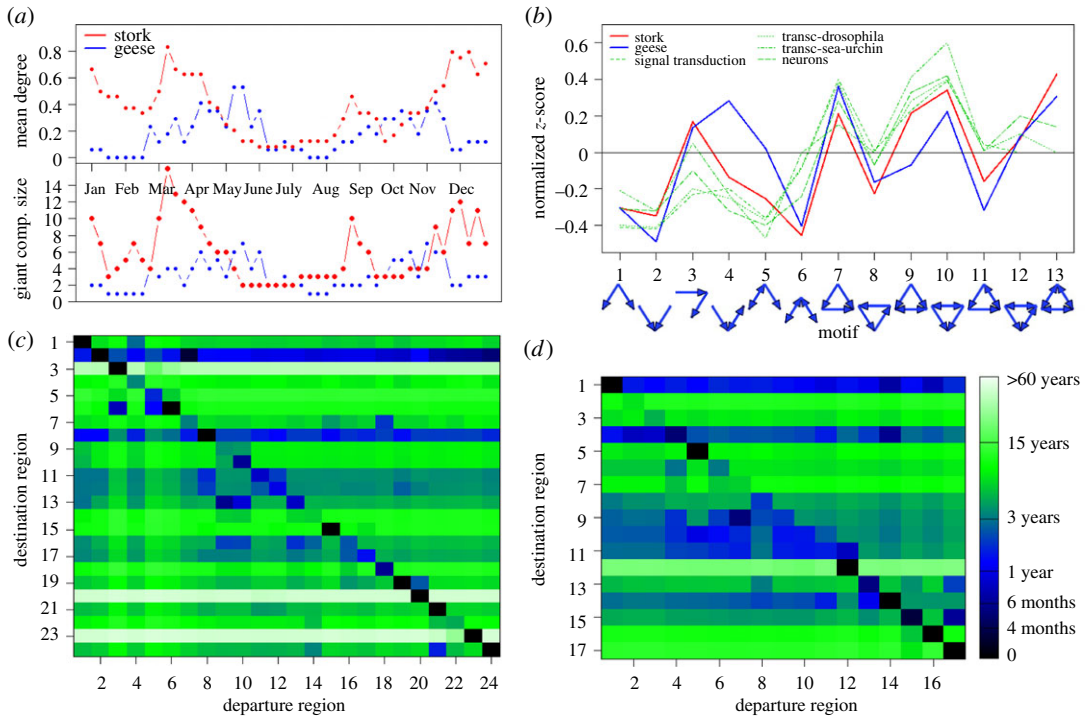 (a)
stork
geese
mean degree
0.8
0.6
0.4
0.2
0
Jan Feb Mar Apr May June July Aug Sep Oct Nov Dec
giant comp. size
14
12
10
8
6
4
2
0
(b)
stork
geese
signal transduction
transc-drosophila
transc-sea-urchin
neurons
normalized z-score
0.6
0.4
0.2
0
−0.2
−0.4
1 2 3 4 5 6 7 8 9 10 11 12 13
motif
(c)
destination region
1
3
5
7
9
11
13
15
17
19
21
23
2 4 6 8 10 12 14 16 18 20 22 24
departure region
(d)
destination region
1
3
5
7
9
11
13
15
17
2 4 6 8 10 12 14 16
departure region
>60 years
15 years
3 years
1 year
6 months
4 months
0